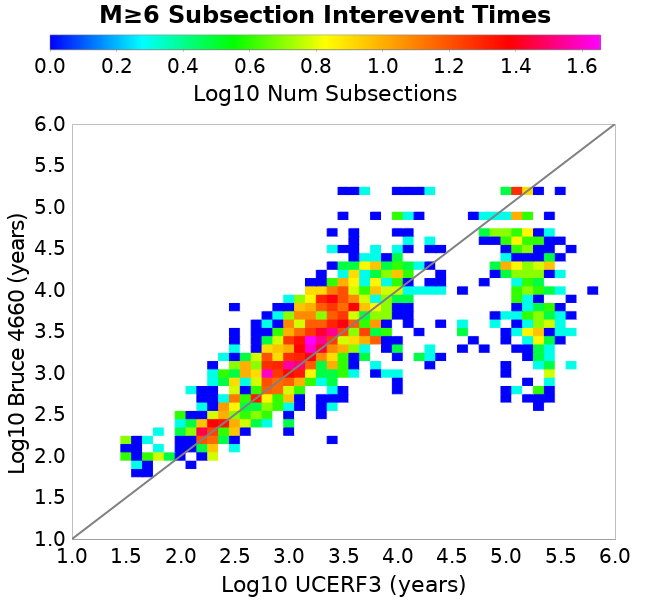 M≥6 Subsection Interevent Times
0.0 0.2 0.4 0.6 0.8 1.0 1.2 1.4 1.6
Log10 Num Subsections
6.0
5.5
5.0
4.5
4.0
3.5
3.0
2.5
2.0
1.5
1.0
Log10 Bruce 4660 (years)
1.0 1.5 2.0 2.5 3.0 3.5 4.0 4.5 5.0 5.5 6.0
Log10 UCERF3 (years)